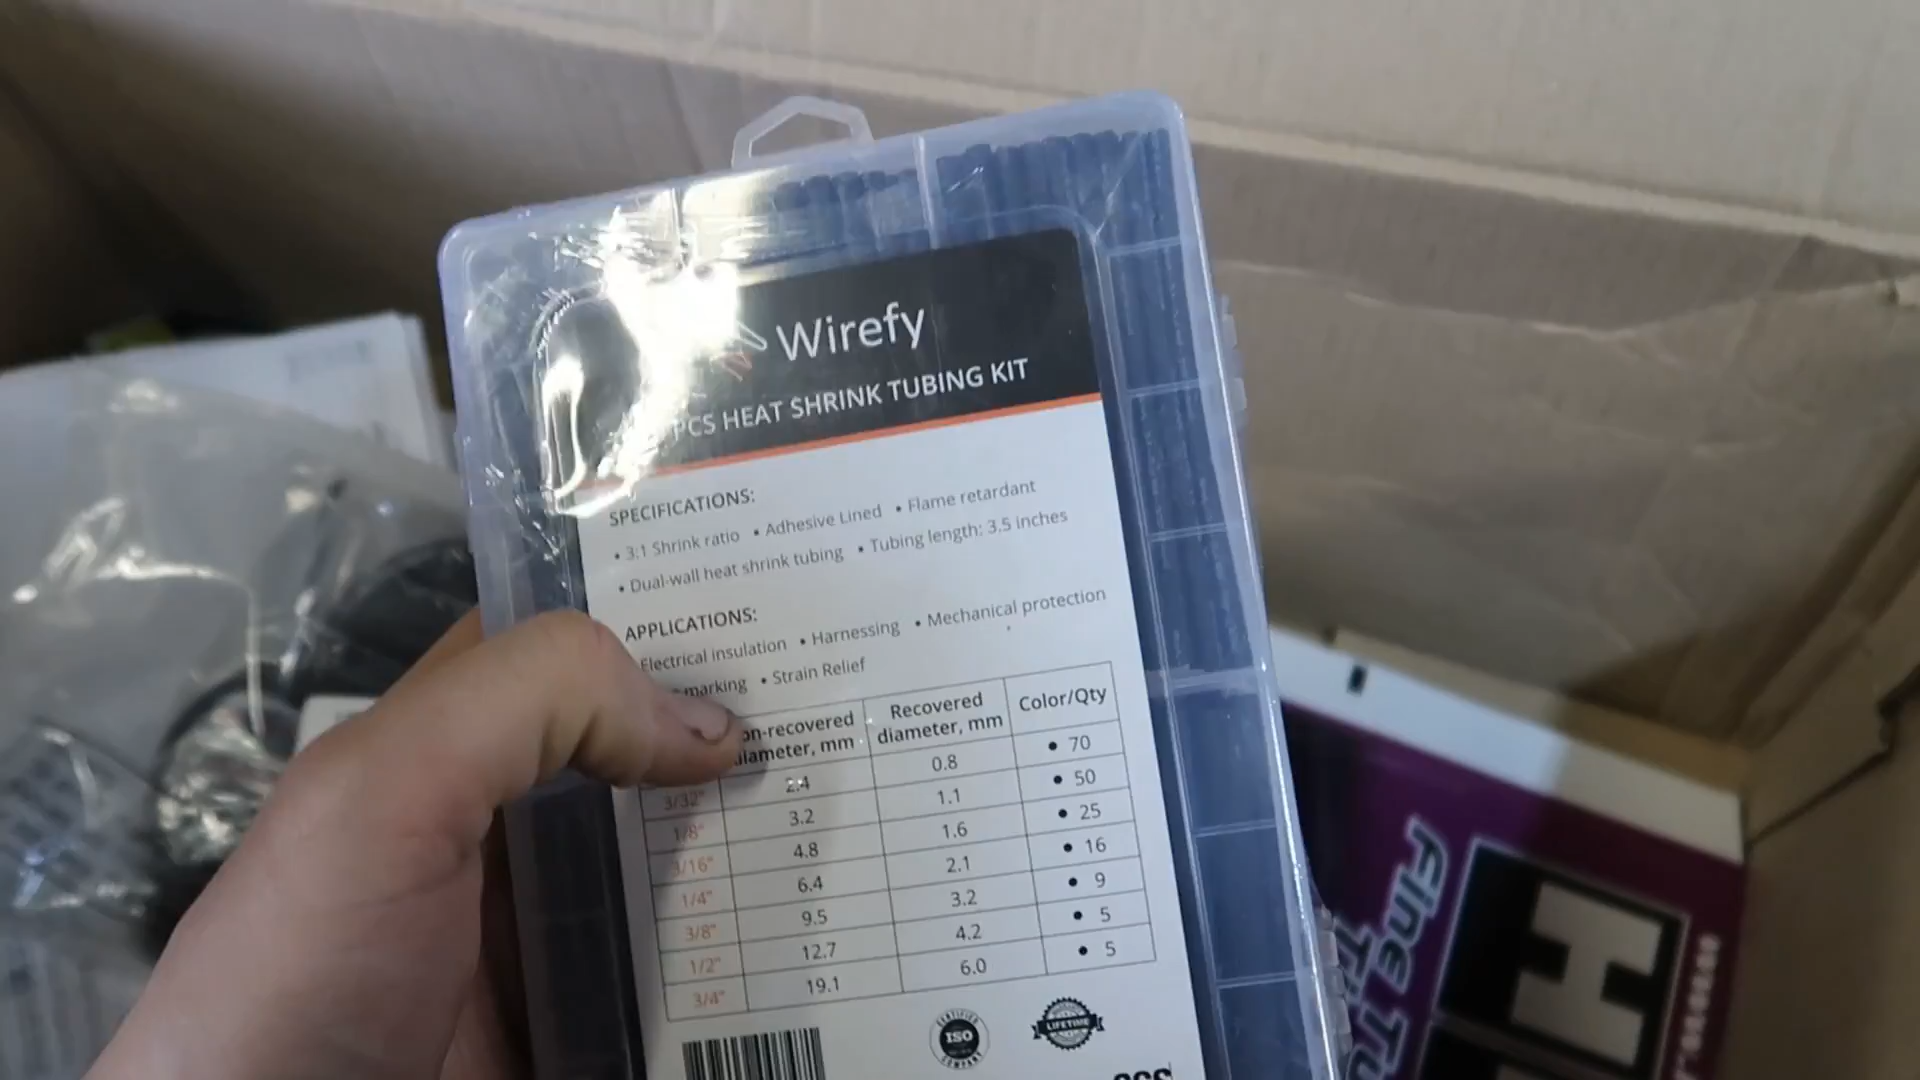 Wirefy
PCS HEAT SHRINK TUBING KIT
SPECIFICATIONS:
• 3:1 Shrink ratio • Adhesive Lined • Flame retardant
• Dual-wall heat shrink tubing • Tubing length: 3.5 inches
APPLICATIONS:
Electrical insulation • Harnessing • Mechanical protection
marking • Strain Relief
on-recovered diameter, mm Recovered diameter, mm Color/Qty
3/32" 2.4 0.8 • 70
1/8" 3.2 1.1 • 50
3/16" 4.8 1.6 • 25
1/4" 6.4 2.1 • 16
3/8" 9.5 3.2 • 9
1/2" 12.7 4.2 • 5
3/4" 19.1 6.0 • 5
CERTIFIED
ISO
COMPANY
LIFETIME
Fine Tu
H